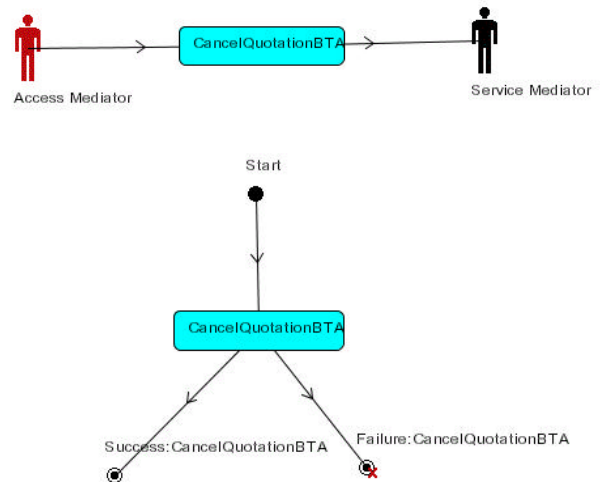 CancelQuotationBTA
Access Mediator
Service Mediator
Start
CancelQuotationBTA
Success:CancelQuotationBTA
Failure:CancelQuotationBTA